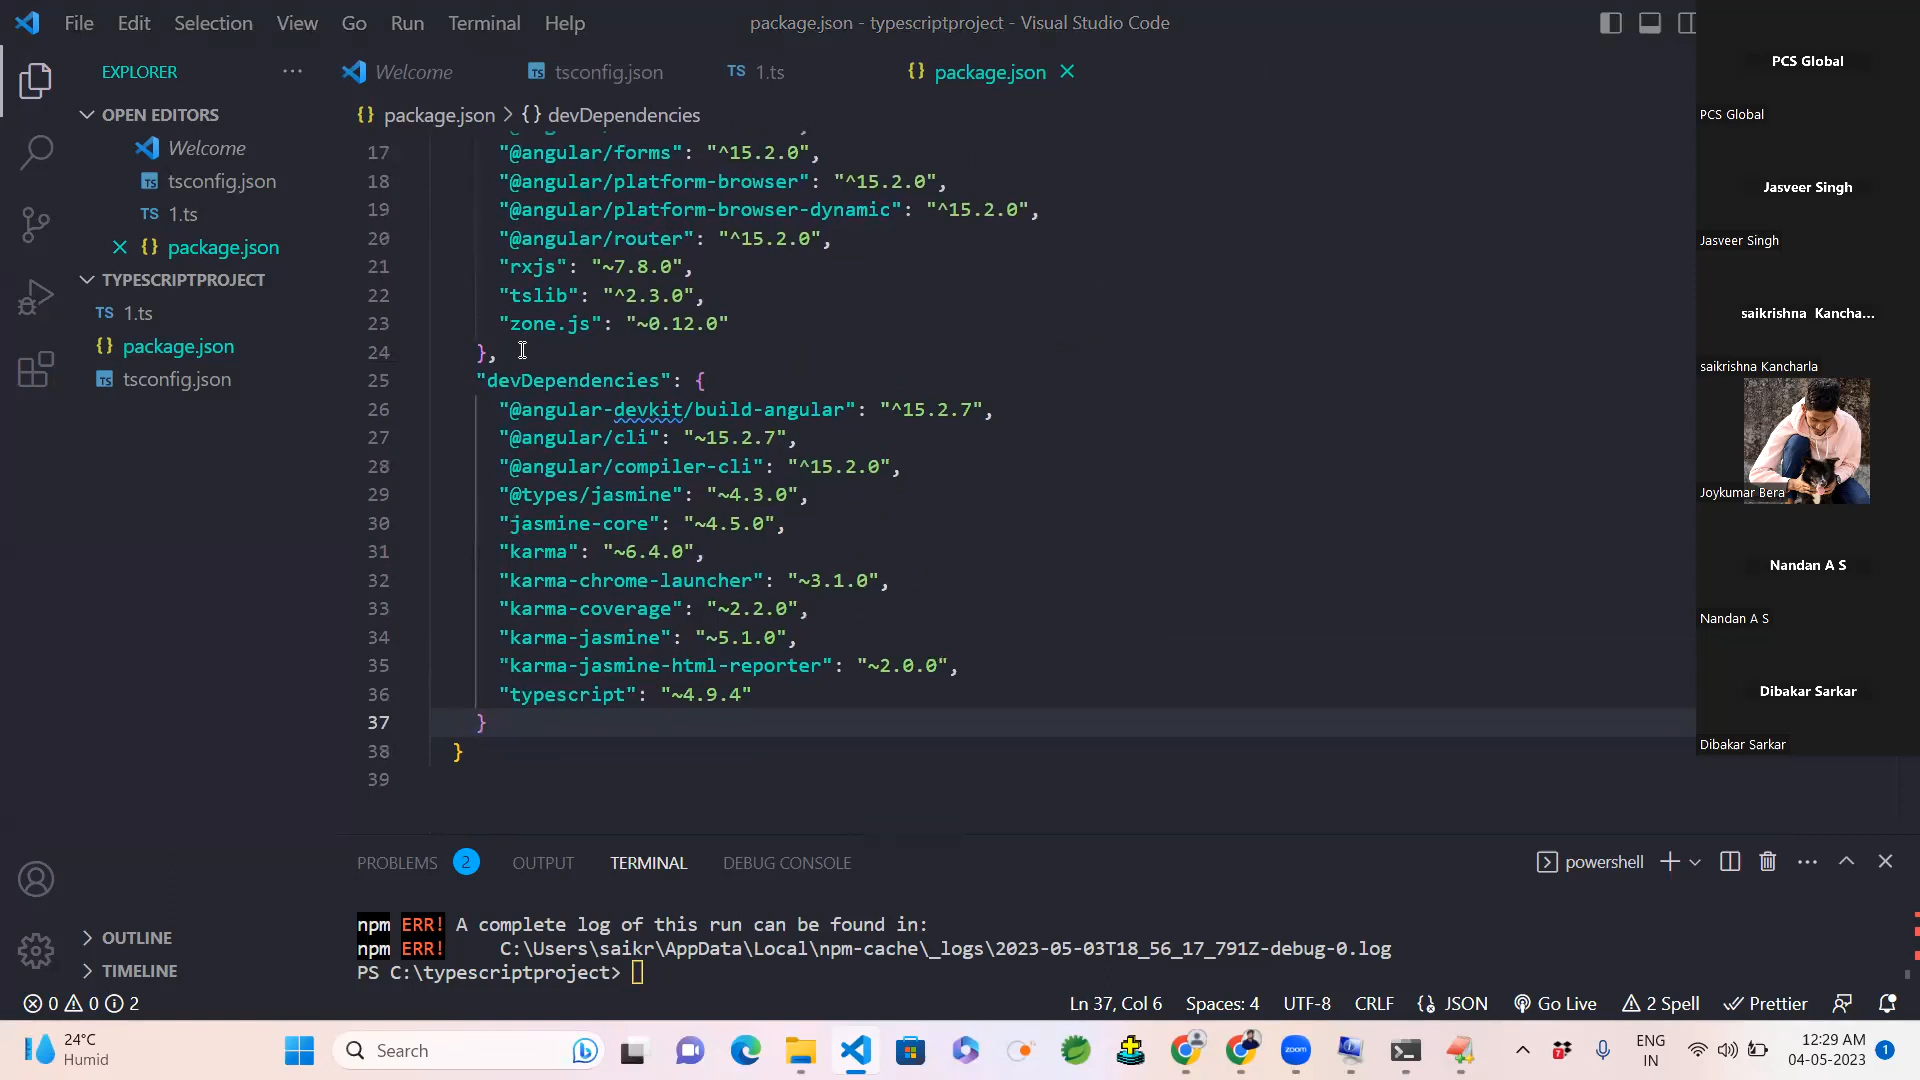 File Edit Selection View Go Run Terminal Help
package.json - typescriptproject - Visual Studio Code
EXPLORER
OPEN EDITORS
Welcome
TS tsconfig.json
TS 1.ts
{} package.json
TYPESCRIPTPROJECT
TS 1.ts
{} package.json
TS tsconfig.json
OUTLINE
TIMELINE
Welcome
TS tsconfig.json
TS 1.ts
{} package.json
{} package.json > {} devDependencies
17 "@angular/forms": "^15.2.0",
18 "@angular/platform-browser": "^15.2.0",
19 "@angular/platform-browser-dynamic": "^15.2.0",
20 "@angular/router": "^15.2.0",
21 "rxjs": "~7.8.0",
22 "tslib": "^2.3.0",
23 "zone.js": "~0.12.0"
24 },
25 "devDependencies": {
26 "@angular-devkit/build-angular": "^15.2.7",
27 "@angular/cli": "~15.2.7",
28 "@angular/compiler-cli": "^15.2.0",
29 "@types/jasmine": "~4.3.0",
30 "jasmine-core": "~4.5.0",
31 "karma": "~6.4.0",
32 "karma-chrome-launcher": "~3.1.0",
33 "karma-coverage": "~2.2.0",
34 "karma-jasmine": "~5.1.0",
35 "karma-jasmine-html-reporter": "~2.0.0",
36 "typescript": "~4.9.4"
37 }
38 }
39
PROBLEMS 2 OUTPUT TERMINAL DEBUG CONSOLE
powershell
npm ERR! A complete log of this run can be found in:
npm ERR! C:\Users\saikr\AppData\Local\npm-cache\_logs\2023-05-03T18_56_17_791Z-debug-0.log
PS C:\typescriptproject>
0 0 2
Ln 37, Col 6 Spaces: 4 UTF-8 CRLF {} JSON Go Live 2 Spell Prettier
PCS Global
PCS Global
Jasveer Singh
Jasveer Singh
saikrishna Kancha...
saikrishna Kancharla
Joykumar Bera
Nandan A S
Nandan A S
Dibakar Sarkar
Dibakar Sarkar
24°C
Humid
Search
zoom
7
ENG
IN
12:29 AM
04-05-2023
1